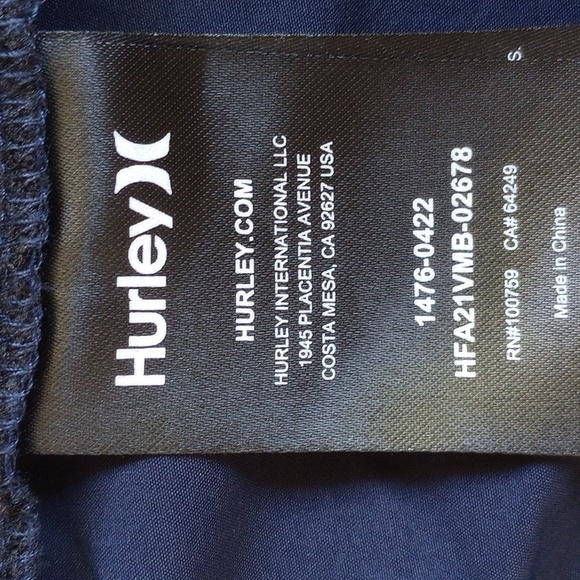 Hurley
HURLEY.COM
HURLEY INTERNATIONAL LLC
1945 PLACENTIA AVENUE
COSTA MESA, CA 92627 USA
1476-0422
HFA21VMB-02678
RN#100759 CA# 64249
Made in China